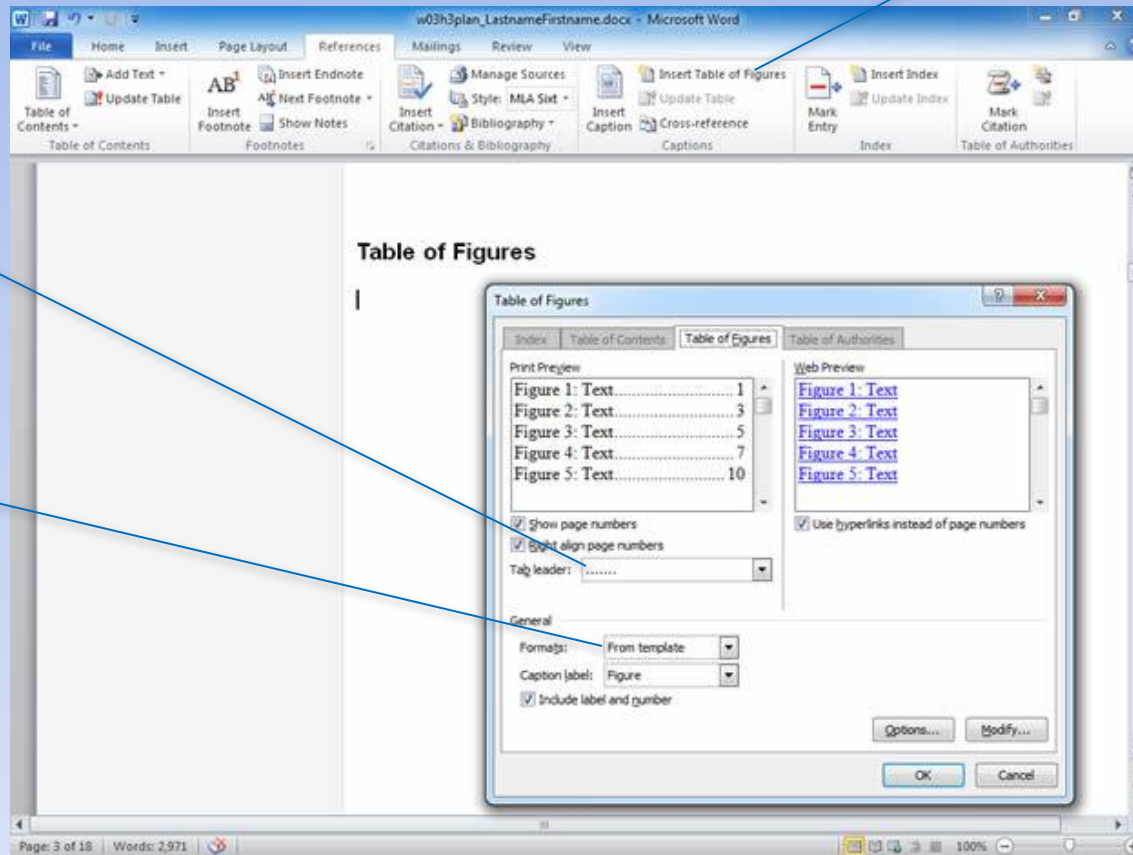 W
w03h3plan_LastnameFirstname.docx - Microsoft Word
File Home Insert Page Layout References Mailings Review View
Table of Contents
Add Text
Update Table
Table of Contents
AB1
Insert Footnote
Insert Endnote
AB Next Footnote
Show Notes
Footnotes
Insert Citation
Manage Sources
Style: MLA Sixt
Bibliography
Citations & Bibliography
Insert Caption
Insert Table of Figures
Update Table
Cross-reference
Captions
Mark Entry
Insert Index
Update Index
Index
Mark Citation
Table of Authorities
Table of Figures
Table of Figures
Index Table of Contents Table of Figures Table of Authorities
Print Preview
Figure 1: Text............................. 1
Figure 2: Text............................. 3
Figure 3: Text............................. 5
Figure 4: Text............................. 7
Figure 5: Text........................... 10
Show page numbers
Right align page numbers
Tab leader: .......
Web Preview
Figure 1: Text
Figure 2: Text
Figure 3: Text
Figure 4: Text
Figure 5: Text
Use hyperlinks instead of page numbers
General
Formats: From template
Caption label: Figure
Include label and number
Options... Modify...
OK Cancel
Page: 3 of 18 Words: 2,971 100%